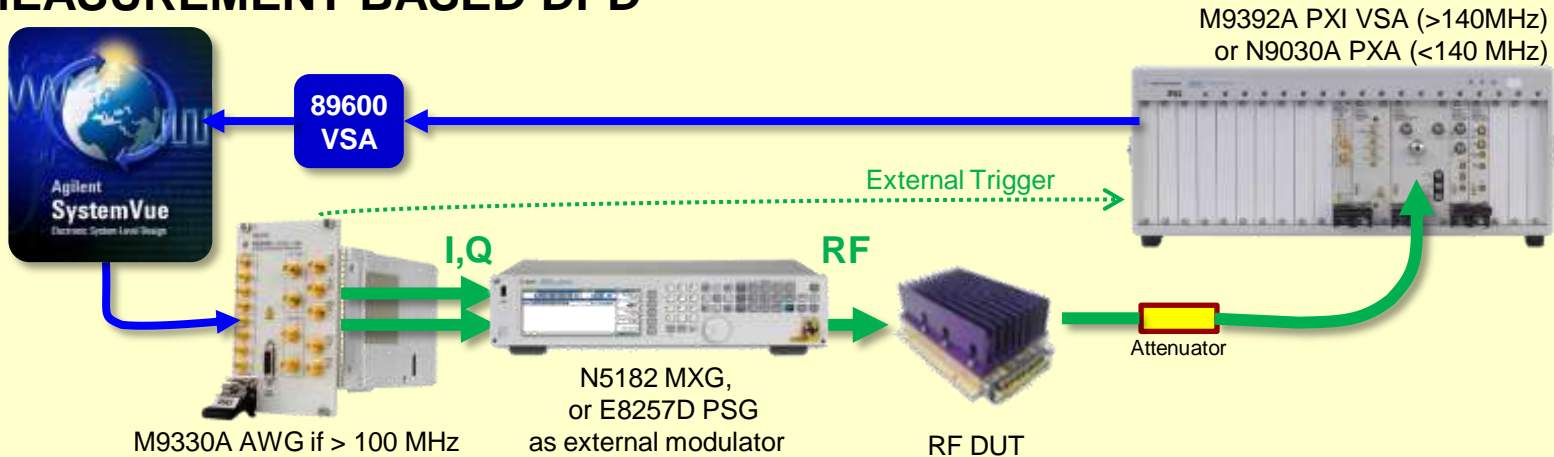 MEASUREMENT BASED DPD
M9392A PXI VSA (>140MHz)
or N9030A PXA (<140 MHz)
89600
VSA
Agilent
SystemVue
Electronic System-Level Design
External Trigger
I,Q
RF
Attenuator
N5182 MXG,
or E8257D PSG
as external modulator
M9330A AWG if > 100 MHz
RF DUT